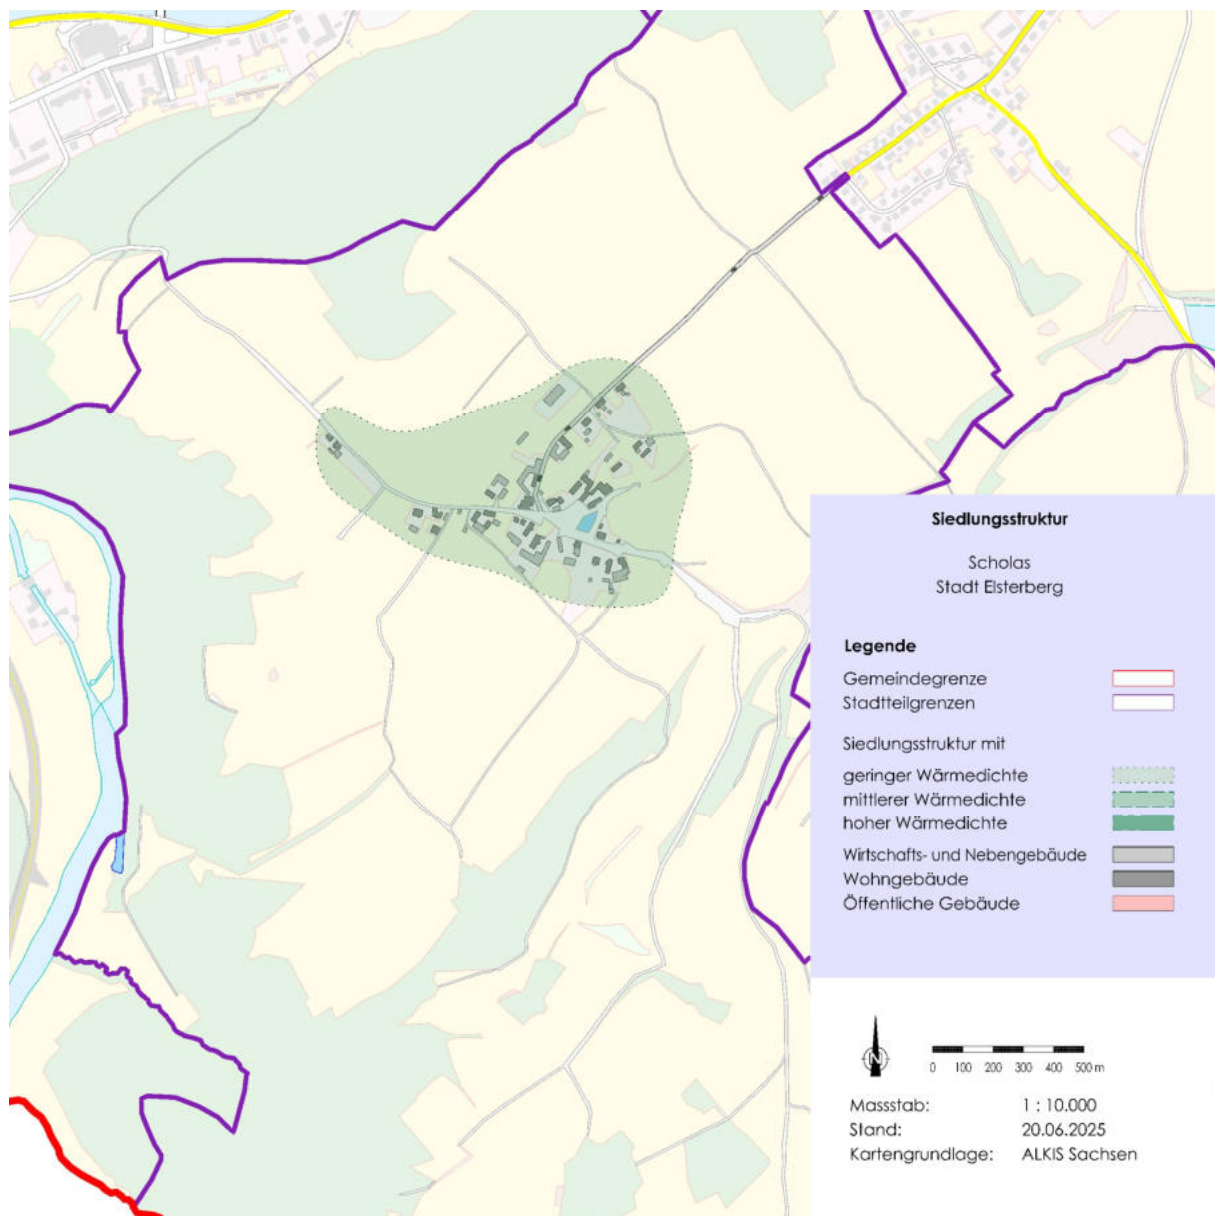 Siedlungsstruktur
Scholas
Stadt Elsterberg
Legende
Gemeindegrenze
Stadtteilgrenzen
Siedlungsstruktur mit
geringer Wärmedichte
mittlerer Wärmedichte
hoher Wärmedichte
Wirtschafts- und Nebengebäude
Wohngebäude
Öffentliche Gebäude
N
0 100 200 300 400 500 m
Massstab: 1 : 10.000
Stand: 20.06.2025
Kartengrundlage: ALKIS Sachsen